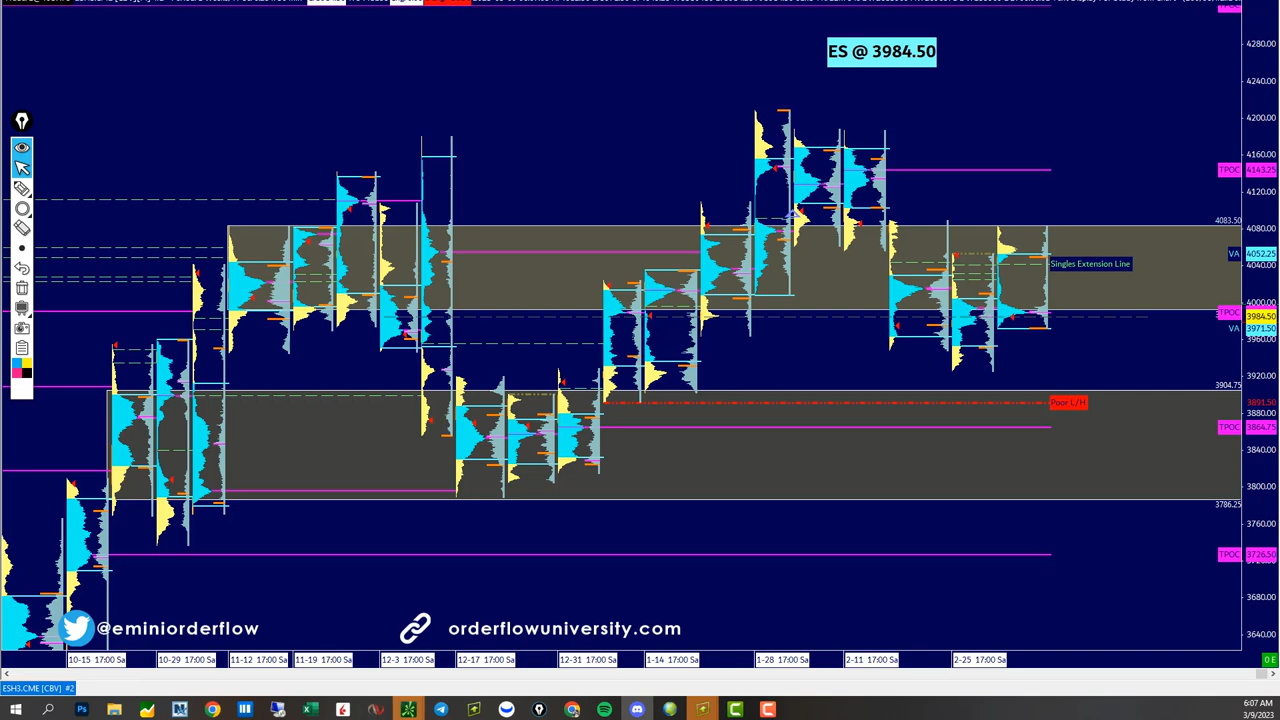 TPOC
ES @ 3984.50
4280.00
4240.00
4200.00
4160.00
TPOC 4143.25
4120.00
4083.50
4080.00
VA 4052.25
Singles Extension Line
4040.00
4000.00
TPOC
3984.50
VA 3971.50
3960.00
3920.00
3904.75
Poor L/H
3891.50
3880.00
TPOC 3864.75
3840.00
3800.00
3786.25
3760.00
TPOC 3726.50
3680.00
3640.00
@eminiorderflow
orderflowuniversity.com
10-15 17:00 Sa
10-29 17:00 Sa
11-12 17:00 Sa
11-19 17:00 Sa
12-3 17:00 Sa
12-17 17:00 Sa
12-31 17:00 Sa
1-14 17:00 Sa
1-28 17:00 Sa
2-11 17:00 Sa
2-25 17:00 Sa
0 E
ESH3.CME [CBV] #2
6:07 AM
3/9/2023